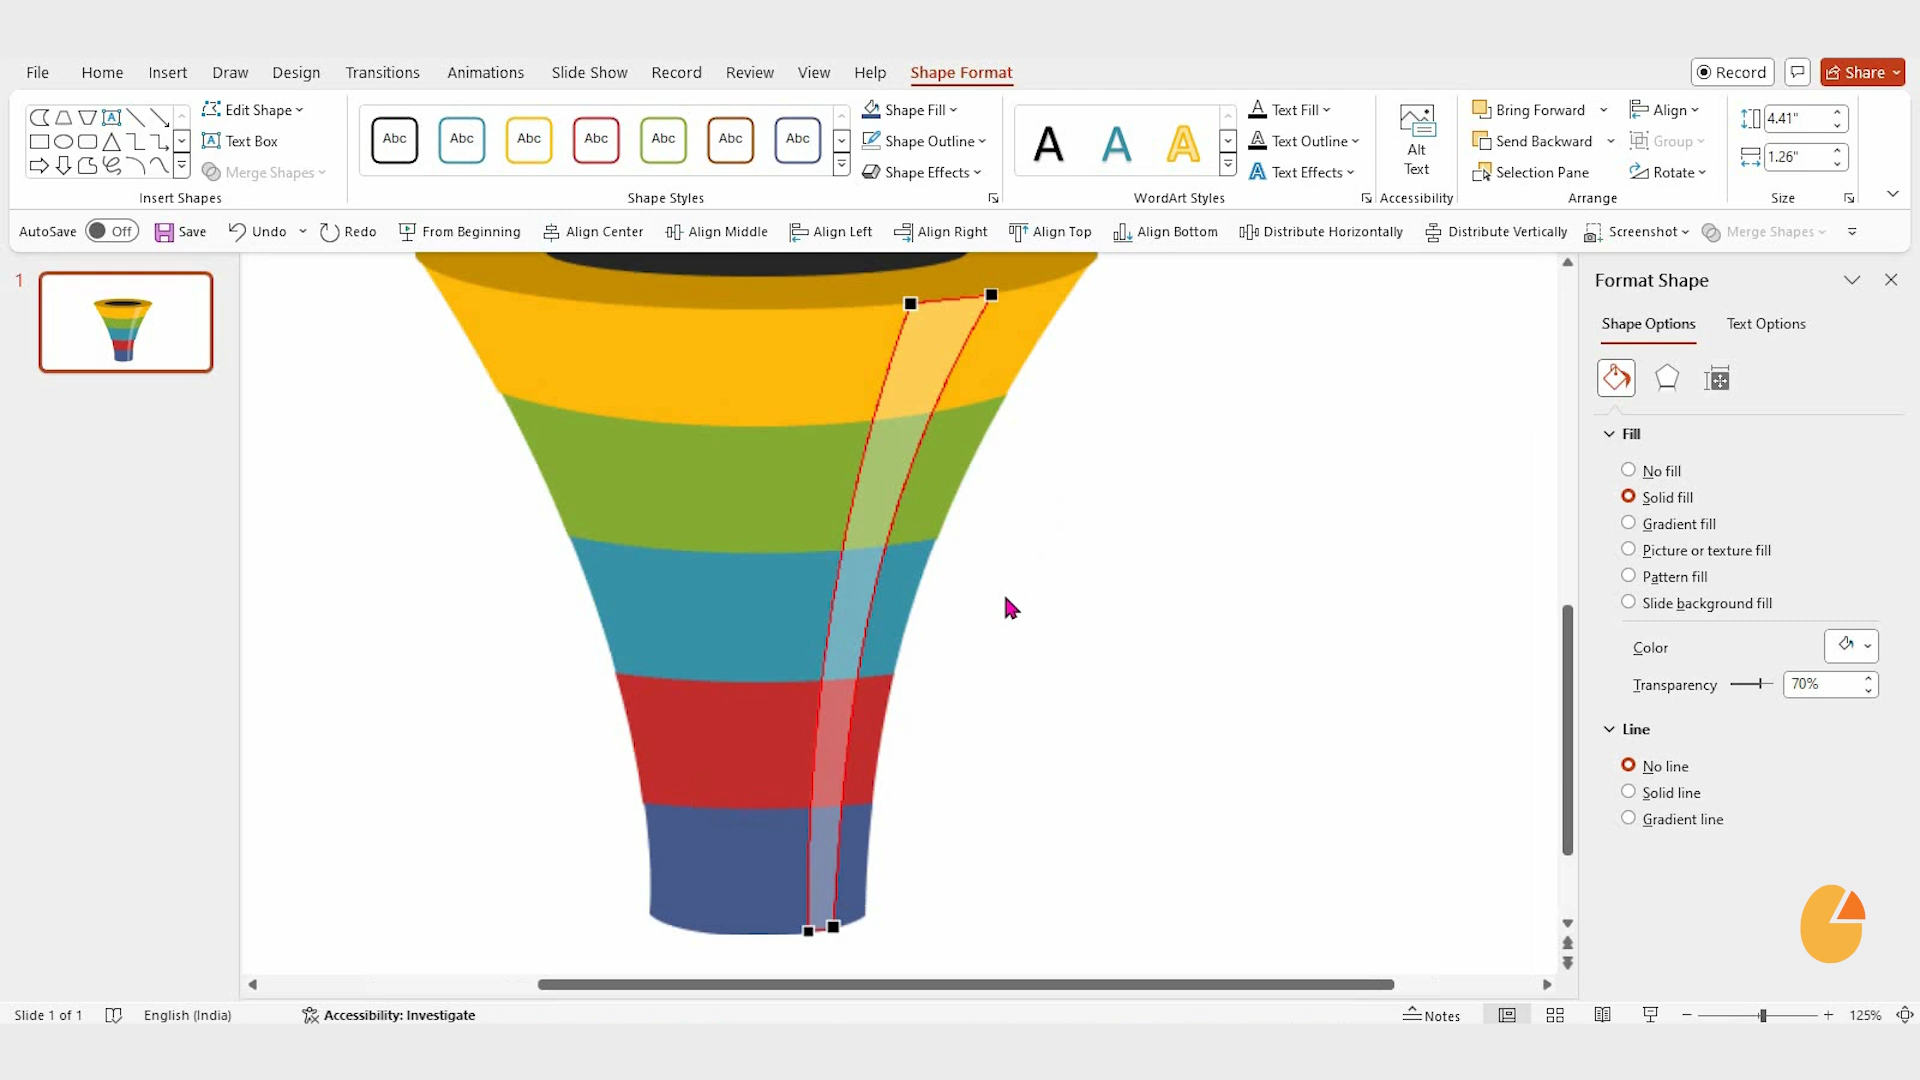 File Home Insert Draw Design Transitions Animations Slide Show Record Review View Help Shape Format Record Share
Edit Shape Shape Fill Text Fill Bring Forward Align 4.41"
A Abc Abc Abc Abc Abc Abc Abc A A A Alt
Text Box Shape Outline Text Outline Send Backward Group 1.26"
Merge Shapes Shape Effects Text Effects Text Selection Pane Rotate
Insert Shapes Shape Styles WordArt Styles Accessibility Arrange Size
AutoSave Off Save Undo Redo From Beginning Align Center Align Middle Align Left Align Right Align Top Align Bottom Distribute Horizontally Distribute Vertically Screenshot Merge Shapes
1
Format Shape
Shape Options Text Options
Fill
No fill
Solid fill
Gradient fill
Picture or texture fill
Pattern fill
Slide background fill
Color
Transparency 70%
Line
No line
Solid line
Gradient line
Slide 1 of 1 English (India) Accessibility: Investigate Notes 125%